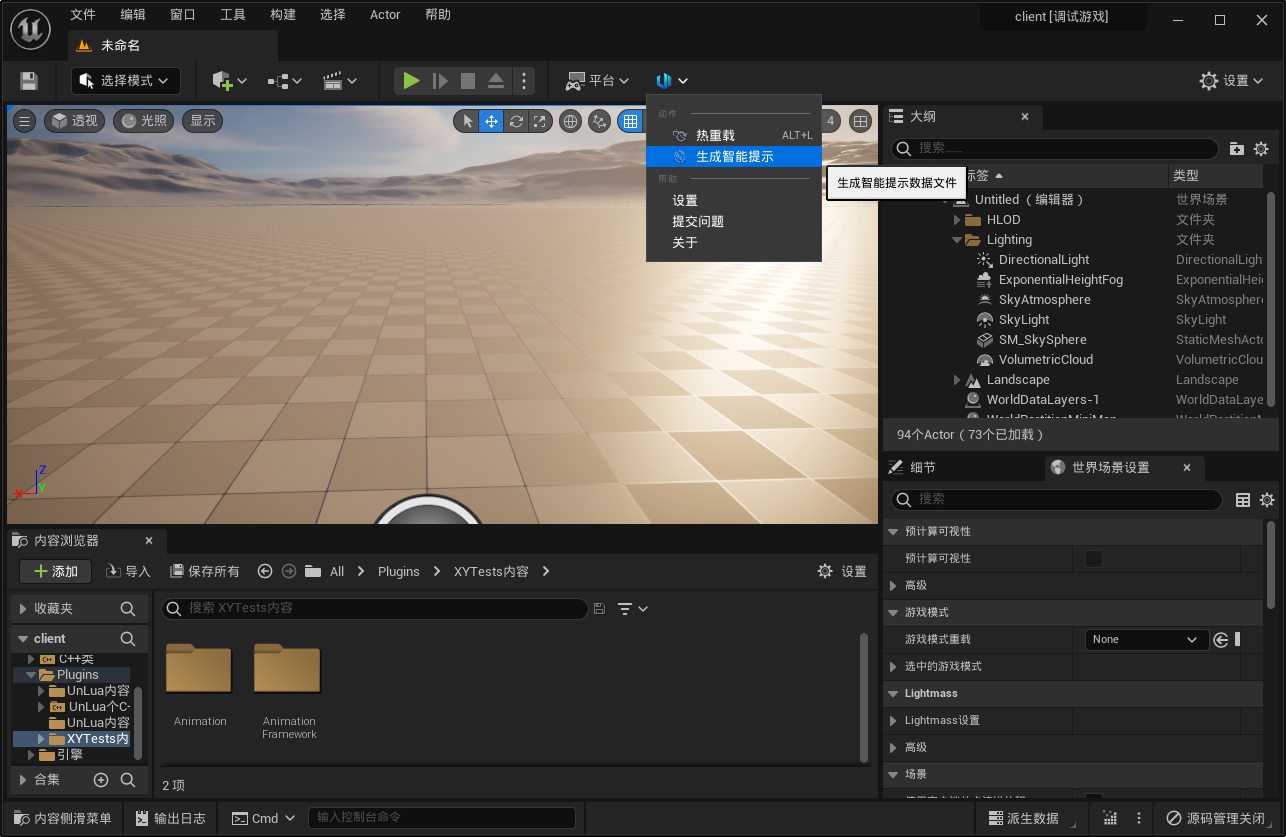 文件 编辑 窗口 工具 构建 选择 Actor 帮助
client [调试游戏]
未命名
选择模式
平台
设置
透视 光照 显示
4
动作
热重载 ALT+L
生成智能提示
帮助
设置
提交问题
关于
生成智能提示数据文件
大纲
搜索......
标签 类型
Untitled（编辑器） 世界场景
HLOD 文件夹
Lighting 文件夹
DirectionalLight DirectionalLigh
ExponentialHeightFog ExponentialHei
SkyAtmosphere SkyAtmosphere
SkyLight SkyLight
SM_SkySphere StaticMeshActo
VolumetricCloud VolumetricClou
Landscape Landscape
WorldDataLayers-1 WorldDataLaye
WorldPartitionMiniMap WorldPartitionM
94个Actor（73个已加载）
Z
X Y
细节
世界场景设置
搜索
预计算可视性
预计算可视性
高级
游戏模式
游戏模式重载 None
选中的游戏模式
Lightmass
Lightmass设置
高级
场景
内容浏览器
添加 导入 保存所有 All Plugins XYTests内容 设置
收藏夹
搜索 XYTests内容
client
C++类
Plugins
UnLua内容
UnLua个C-
UnLua内容
XYTests内
引擎
合集
Animation
Animation
Framework
2 项
内容侧滑菜单 输出日志 Cmd 输入控制台命令 派生数据 源码管理关闭